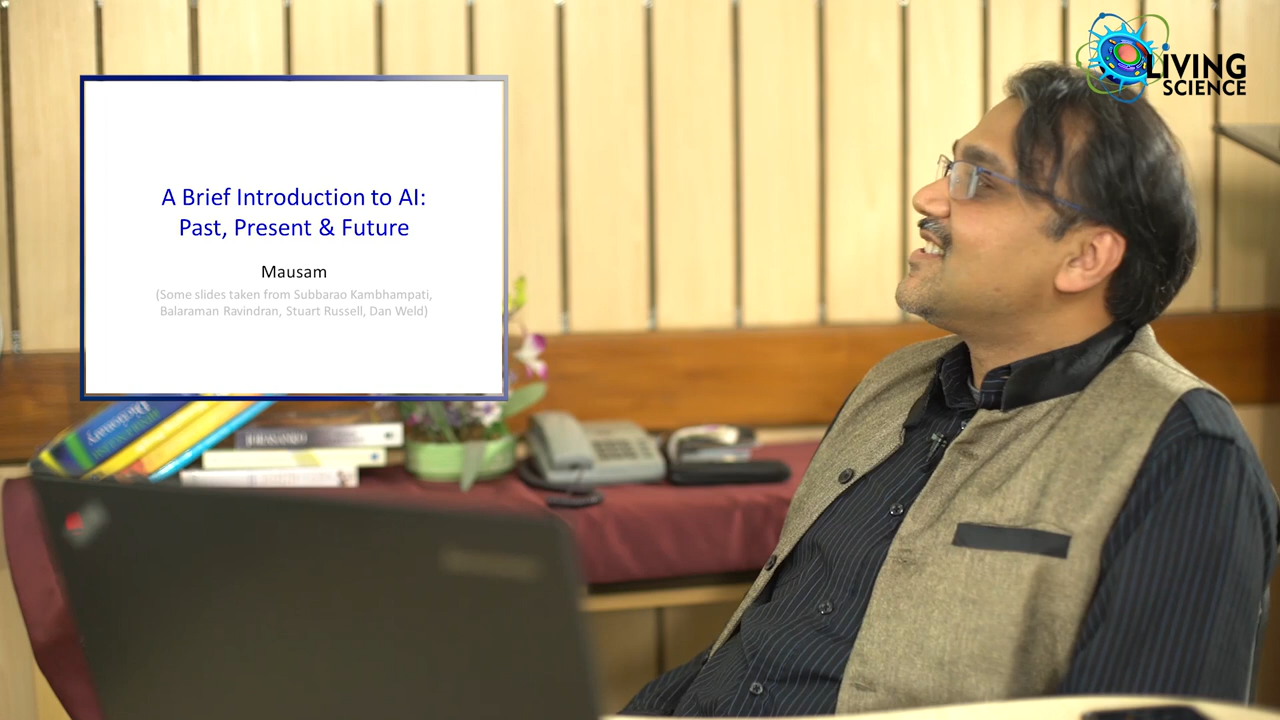 A Brief Introduction to AI:
Past, Present & Future
Mausam
(Some slides taken from Subbarao Kambhampati,
Balaraman Ravindran, Stuart Russell, Dan Weld)
LIVING
SCIENCE